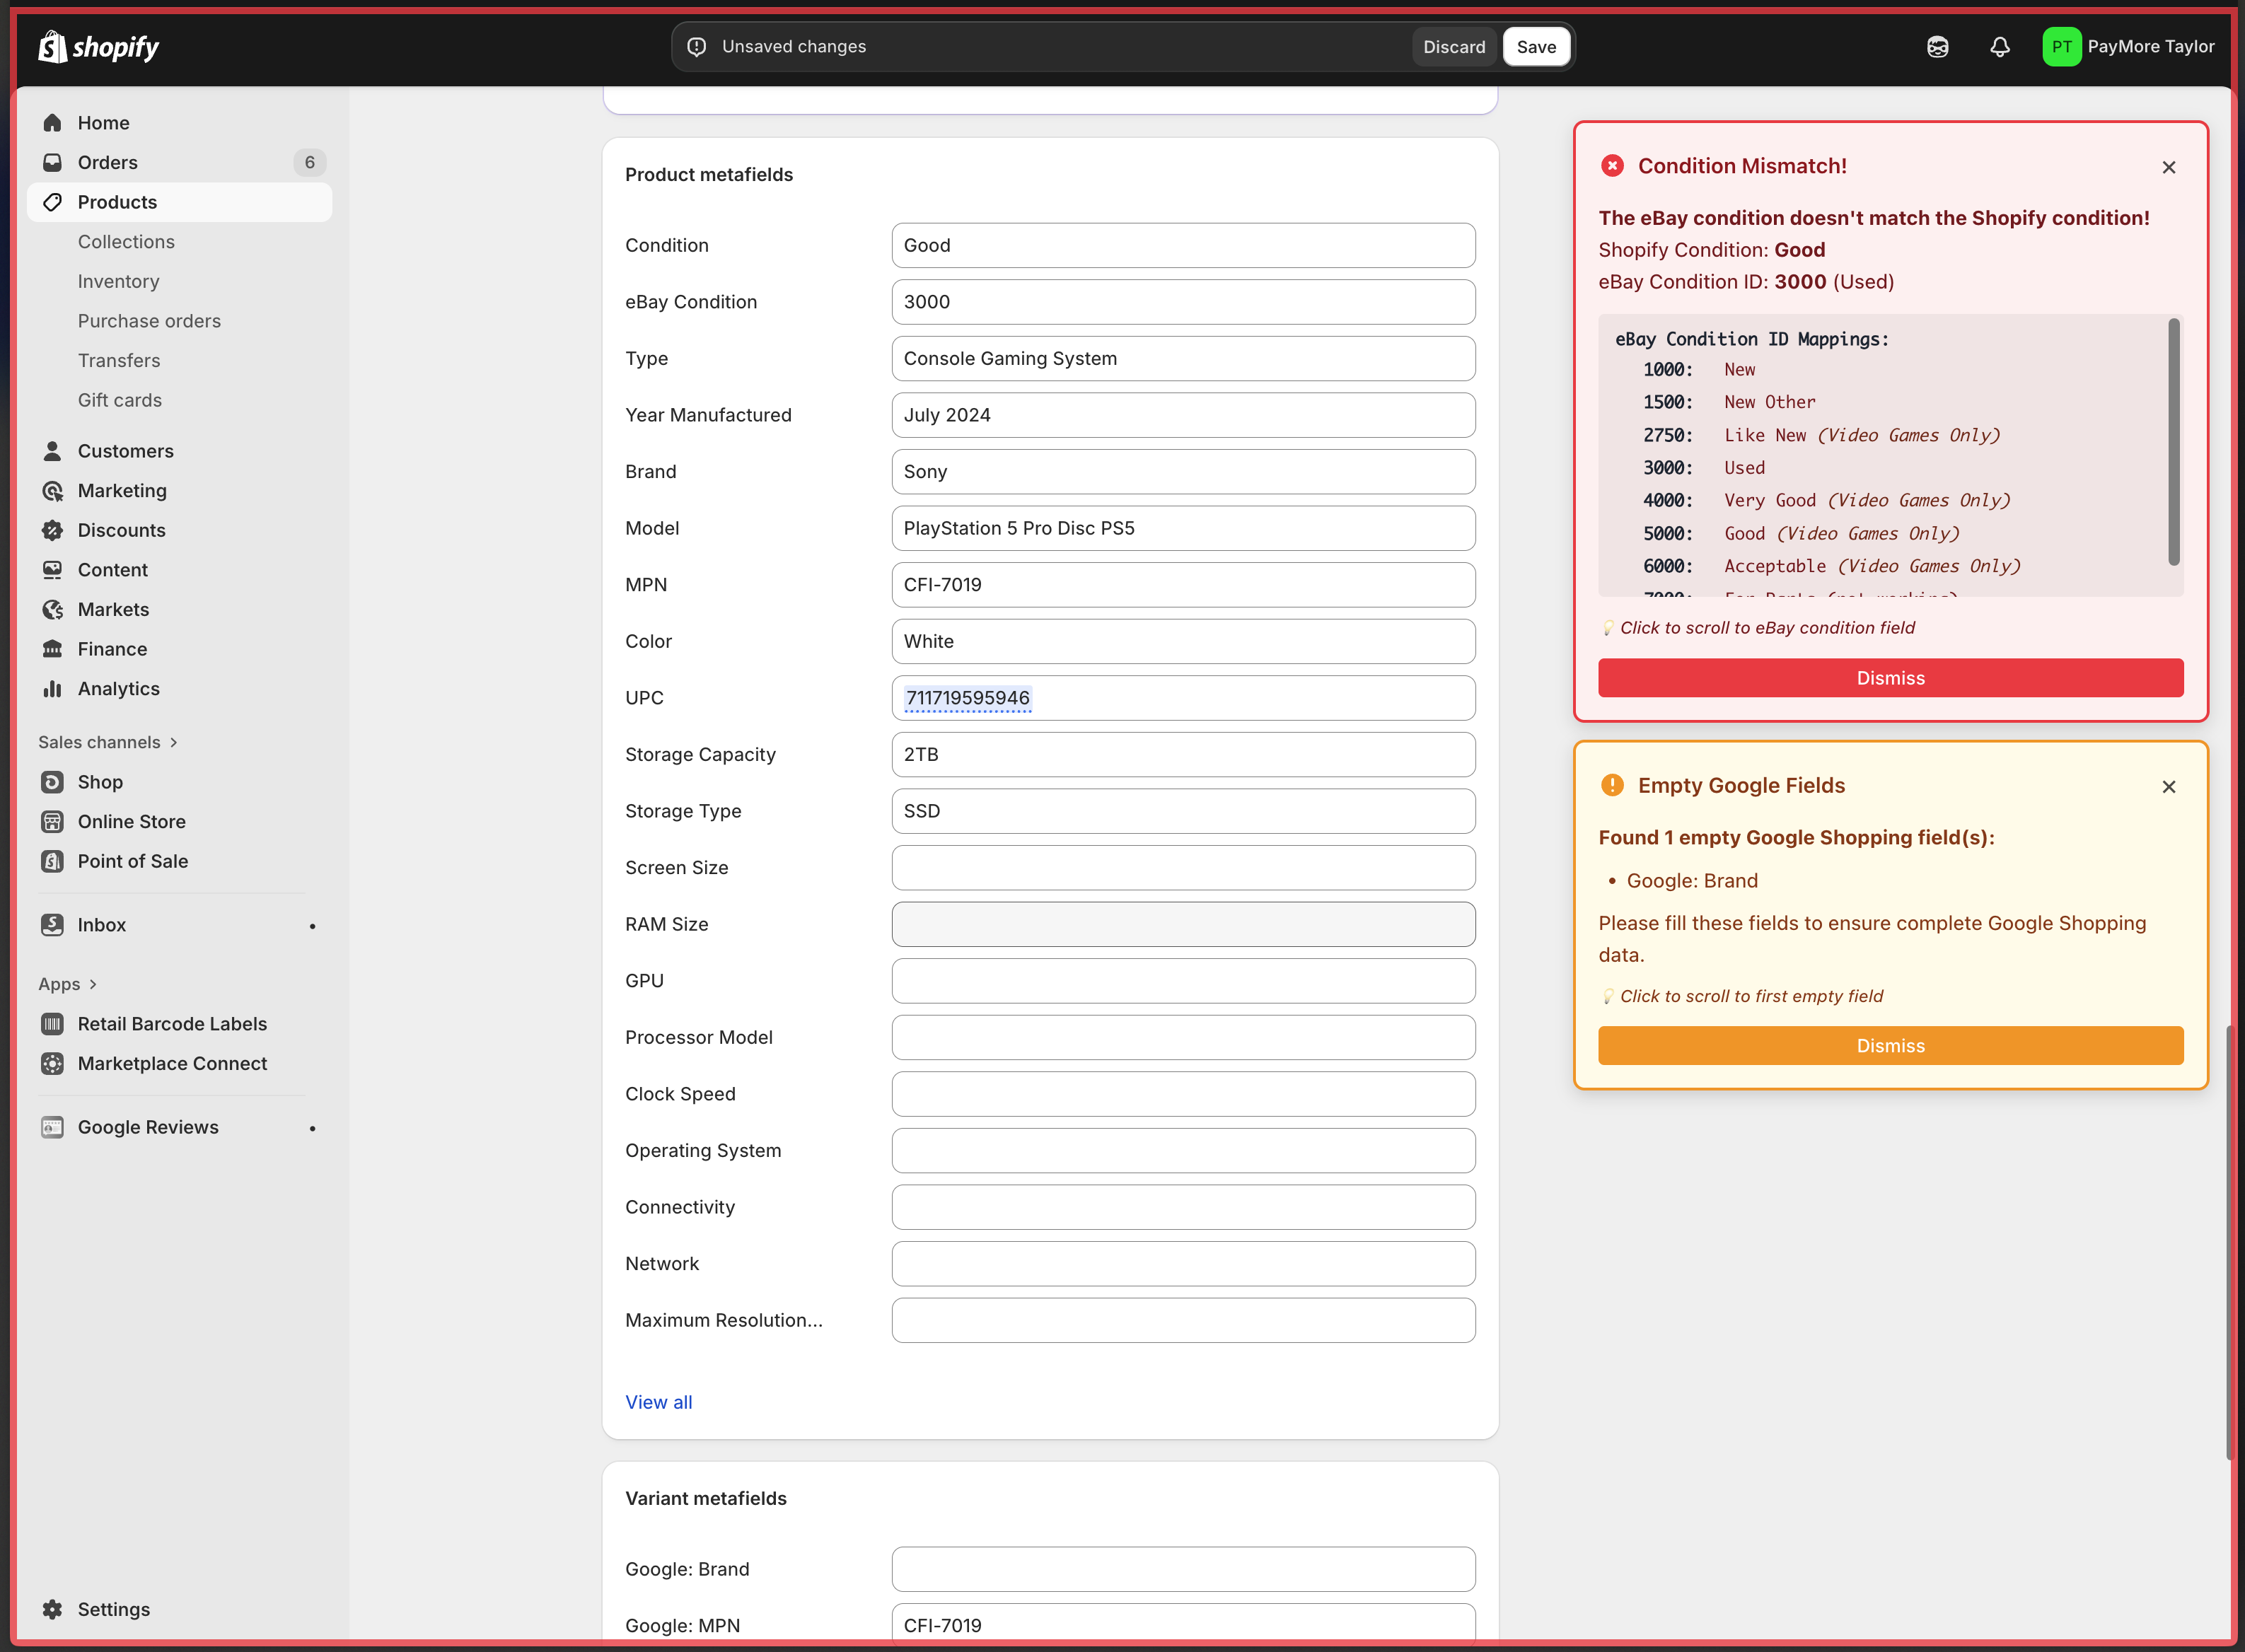 shopify
Unsaved changes
Discard
Save
PT
PayMore Taylor
Home
Orders
6
Products
Collections
Inventory
Purchase orders
Transfers
Gift cards
Customers
Marketing
Discounts
Content
Markets
Finance
Analytics
Sales channels
Shop
Online Store
Point of Sale
Inbox
Apps
Retail Barcode Labels
Marketplace Connect
Google Reviews
Settings
Product metafields
Condition
Good
eBay Condition
3000
Type
Console Gaming System
Year Manufactured
July 2024
Brand
Sony
Model
PlayStation 5 Pro Disc PS5
MPN
CFI-7019
Color
White
UPC
711719595946
Storage Capacity
2TB
Storage Type
SSD
Screen Size
RAM Size
GPU
Processor Model
Clock Speed
Operating System
Connectivity
Network
Maximum Resolution...
View all
Variant metafields
Google: Brand
Google: MPN
CFI-7019
Condition Mismatch!
The eBay condition doesn't match the Shopify condition!
Shopify Condition: Good
eBay Condition ID: 3000 (Used)
eBay Condition ID Mappings:
1000: New
1500: New Other
2750: Like New (Video Games Only)
3000: Used
4000: Very Good (Video Games Only)
5000: Good (Video Games Only)
6000: Acceptable (Video Games Only)
7000: For Parts (not working)
Click to scroll to eBay condition field
Dismiss
Empty Google Fields
Found 1 empty Google Shopping field(s):
• Google: Brand
Please fill these fields to ensure complete Google Shopping
data.
Click to scroll to first empty field
Dismiss